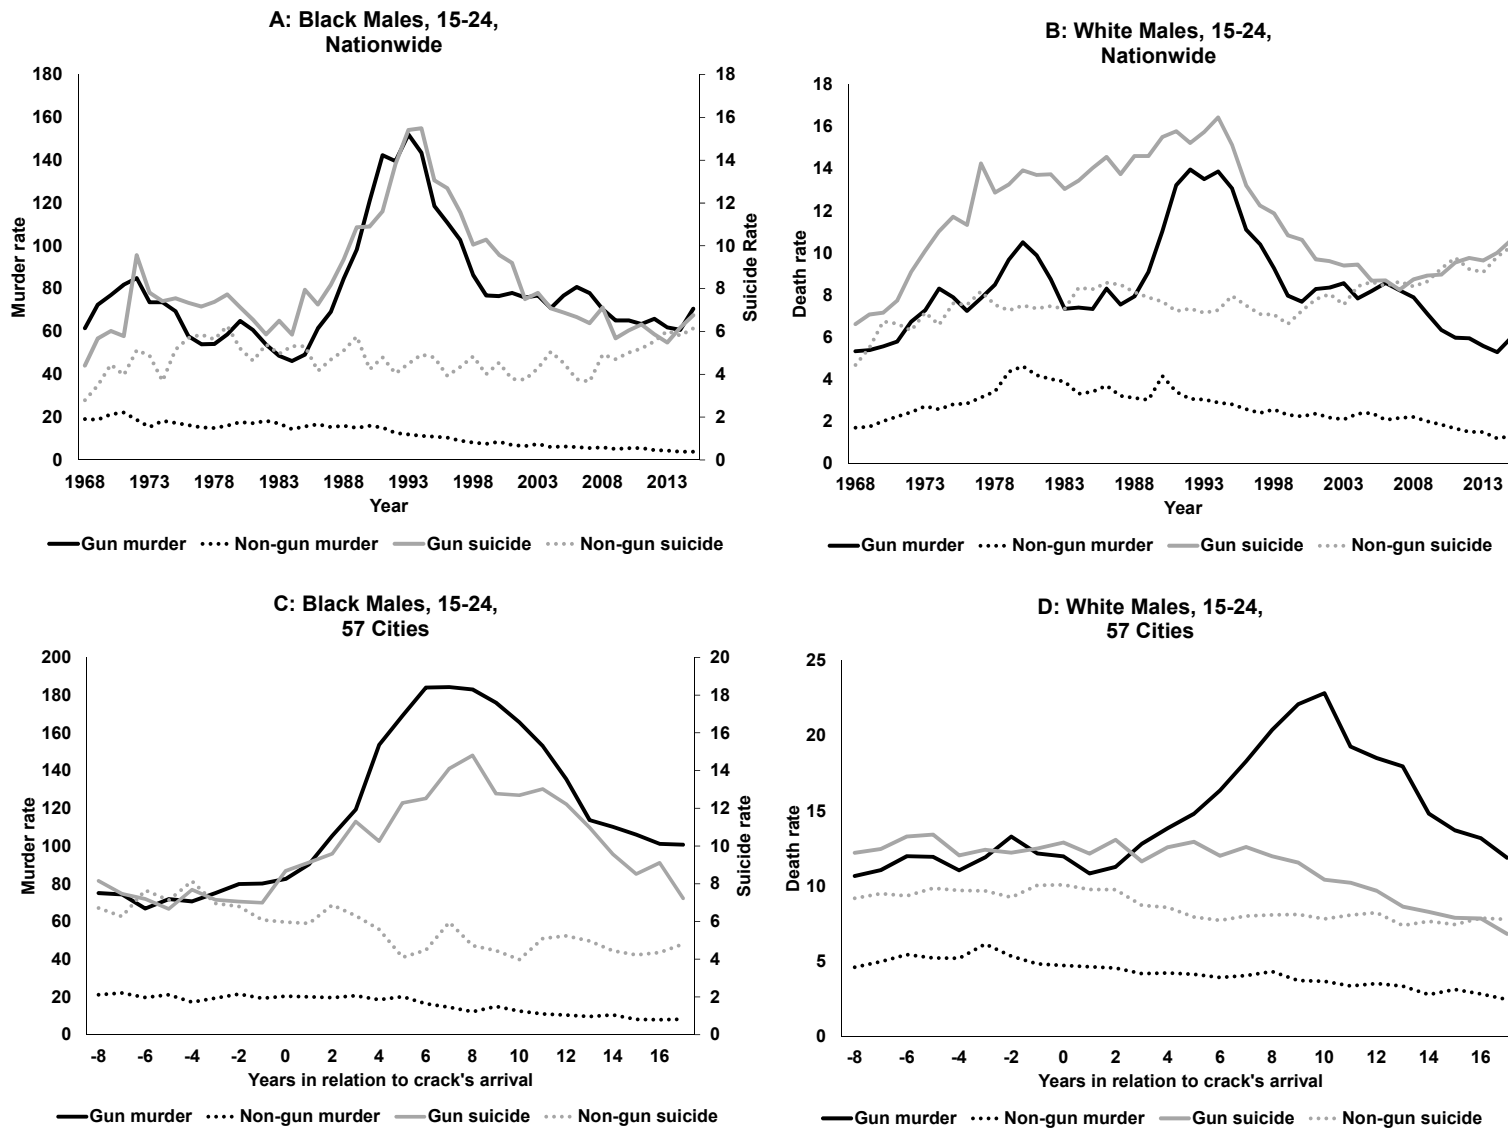 A: Black Males, 15-24,
Nationwide
180
160
140
120
100
80
60
40
20
0
Murder rate
18
16
14
12
10
8
6
4
2
0
Suicide Rate
1968 1973 1978 1983 1988 1993 1998 2003 2008 2013
Year
Gun murder Non-gun murder Gun suicide Non-gun suicide
B: White Males, 15-24,
Nationwide
18
16
14
12
10
8
6
4
2
0
Death rate
1968 1973 1978 1983 1988 1993 1998 2003 2008 2013
Year
Gun murder Non-gun murder Gun suicide Non-gun suicide
C: Black Males, 15-24,
57 Cities
200
180
160
140
120
100
80
60
40
20
0
Murder rate
20
18
16
14
12
10
8
6
4
2
0
Suicide rate
-8 -6 -4 -2 0 2 4 6 8 10 12 14 16
Years in relation to crack's arrival
Gun murder Non-gun murder Gun suicide Non-gun suicide
D: White Males, 15-24,
57 Cities
25
20
15
10
5
0
Death rate
-8 -6 -4 -2 0 2 4 6 8 10 12 14 16
Years in relation to crack's arrival
Gun murder Non-gun murder Gun suicide Non-gun suicide